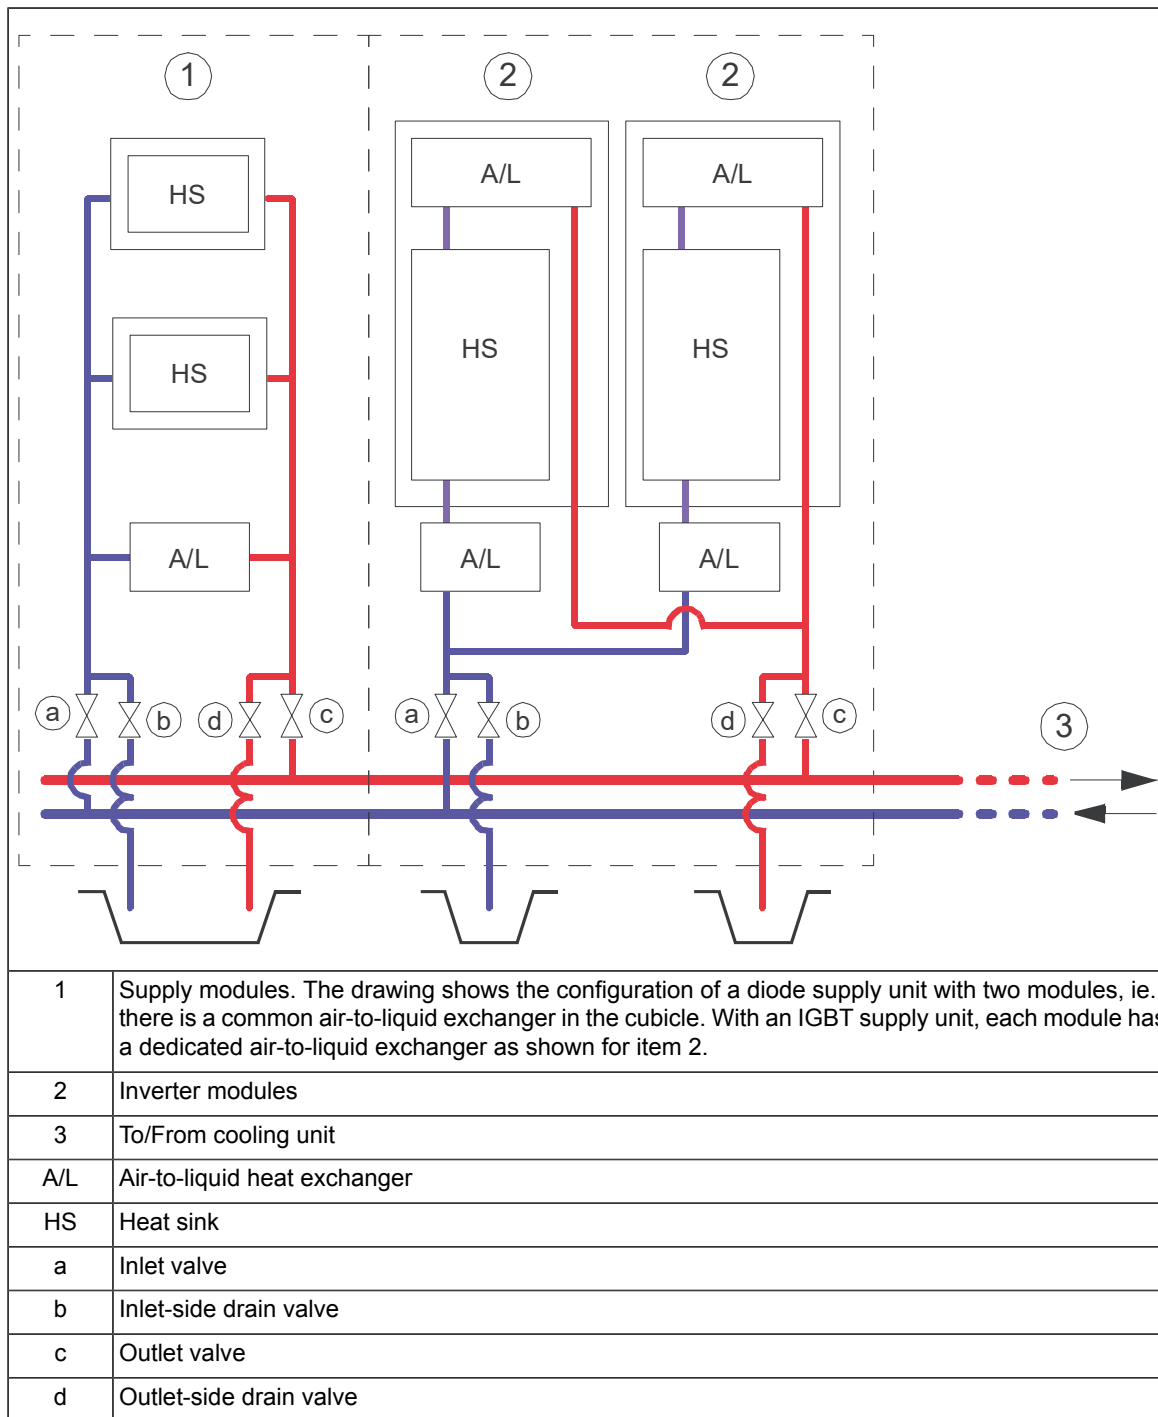 1
2
2
A/L
A/L
HS
HS
HS
HS
A/L
A/L
A/L
a
b
d
c
a
b
d
c
3
1 Supply modules. The drawing shows the configuration of a diode supply unit with two modules, ie.
there is a common air-to-liquid exchanger in the cubicle. With an IGBT supply unit, each module has
a dedicated air-to-liquid exchanger as shown for item 2.
2 Inverter modules
3 To/From cooling unit
A/L Air-to-liquid heat exchanger
HS Heat sink
a Inlet valve
b Inlet-side drain valve
c Outlet valve
d Outlet-side drain valve